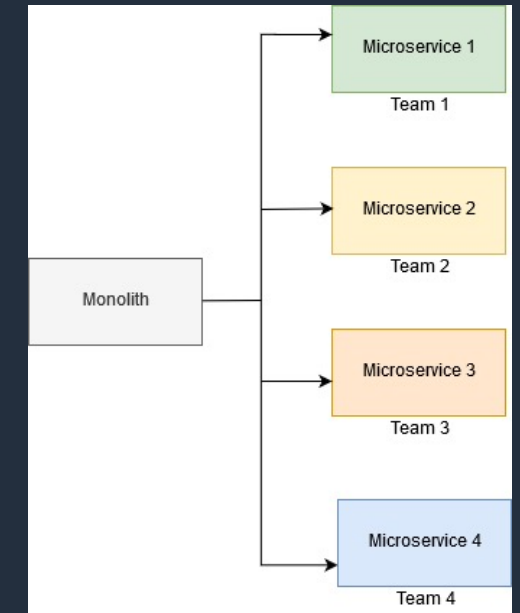 Microservice 1
Team 1
Microservice 2
Team 2
Monolith
Microservice 3
Team 3
Microservice 4
Team 4